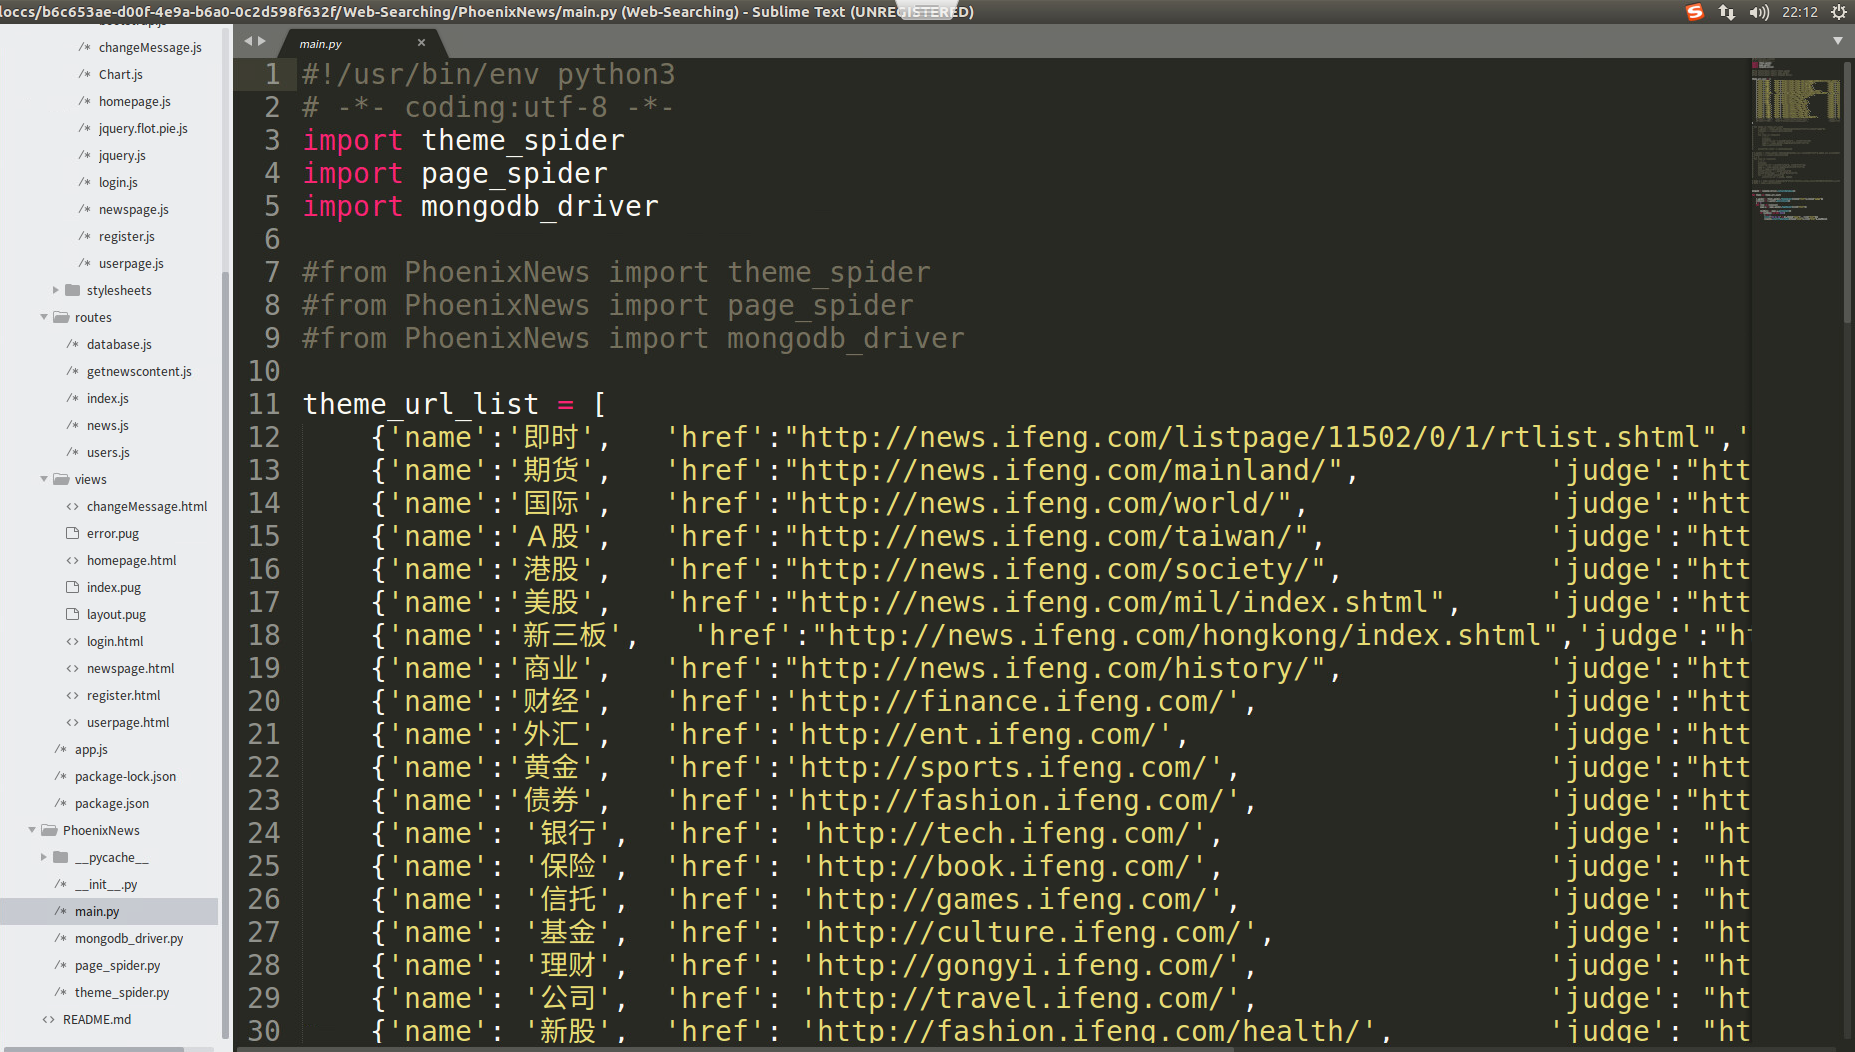 loccs/b6c653ae-d00f-4e9a-b6a0-0c2d598f632f/Web-Searching/PhoenixNews/main.py (Web-Searching) - Sublime Text (UNREGISTERED)
22:12
changeMessage.js
Chart.js
homepage.js
jquery.flot.pie.js
jquery.js
login.js
newspage.js
register.js
userpage.js
stylesheets
routes
database.js
getnewscontent.js
index.js
news.js
users.js
views
changeMessage.html
error.pug
homepage.html
index.pug
layout.pug
login.html
newspage.html
register.html
userpage.html
app.js
package-lock.json
package.json
PhoenixNews
__pycache__
__init__.py
main.py
mongodb_driver.py
page_spider.py
theme_spider.py
README.md
main.py
1 #!/usr/bin/env python3
2 # -*- coding:utf-8 -*-
3 import theme_spider
4 import page_spider
5 import mongodb_driver
6
7 #from PhoenixNews import theme_spider
8 #from PhoenixNews import page_spider
9 #from PhoenixNews import mongodb_driver
10
11 theme_url_list = [
12 {'name':'即时', 'href':"http://news.ifeng.com/listpage/11502/0/1/rtlist.shtml",'
13 {'name':'期货', 'href':"http://news.ifeng.com/mainland/", 'judge':"htt
14 {'name':'国际', 'href':"http://news.ifeng.com/world/", 'judge':"htt
15 {'name':'Ａ股', 'href':"http://news.ifeng.com/taiwan/", 'judge':"htt
16 {'name':'港股', 'href':"http://news.ifeng.com/society/", 'judge':"htt
17 {'name':'美股', 'href':"http://news.ifeng.com/mil/index.shtml", 'judge':"htt
18 {'name':'新三板', 'href':"http://news.ifeng.com/hongkong/index.shtml",'judge':"ht
19 {'name':'商业', 'href':"http://news.ifeng.com/history/", 'judge':"htt
20 {'name':'财经', 'href':'http://finance.ifeng.com/', 'judge':"htt
21 {'name':'外汇', 'href':'http://ent.ifeng.com/', 'judge':"htt
22 {'name':'黄金', 'href':'http://sports.ifeng.com/', 'judge':"htt
23 {'name':'债券', 'href':'http://fashion.ifeng.com/', 'judge':"htt
24 {'name': '银行', 'href': 'http://tech.ifeng.com/', 'judge': "ht
25 {'name': '保险', 'href': 'http://book.ifeng.com/', 'judge': "ht
26 {'name': '信托', 'href': 'http://games.ifeng.com/', 'judge': "ht
27 {'name': '基金', 'href': 'http://culture.ifeng.com/', 'judge': "ht
28 {'name': '理财', 'href': 'http://gongyi.ifeng.com/', 'judge': "ht
29 {'name': '公司', 'href': 'http://travel.ifeng.com/', 'judge': "ht
30 {'name': '新股', 'href': 'http://fashion.ifeng.com/health/', 'judge': "ht